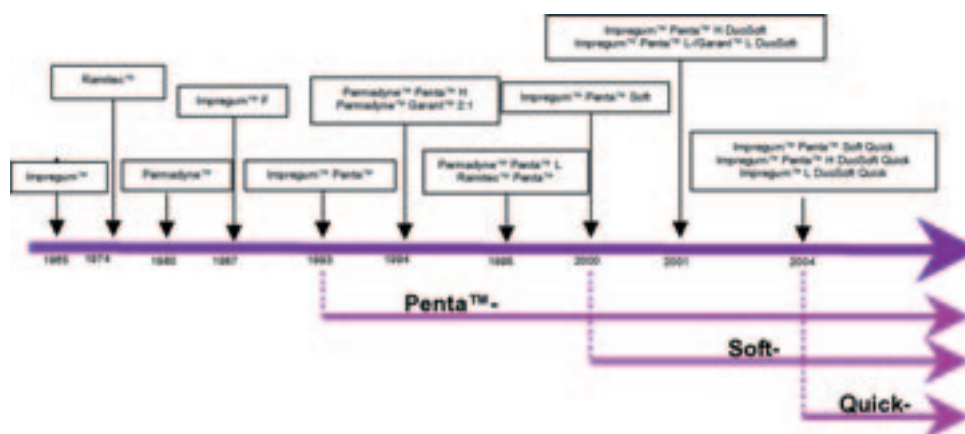 Impregum™ Penta™ H DuoSoft
Impregum™ Penta™ L-/Garant™ L DuoSoft
Ramitec™
Impregum™ F
Permadyne™ Penta™ H
Permadyne™ Garant™ 2:1
Impregum™ Penta™ Soft
Impregum™
Permadyne™
Impregum™ Penta™
Permadyne™ Penta™ L
Ramitec™ Penta™
Impregum™ Penta™ Soft Quick
Impregum™ Penta™ H DuoSoft Quick
Impregum™ L DuoSoft Quick
1965 1974 1980 1987 1993 1994 2000 2001 2004
Penta™-
Soft-
Quick-